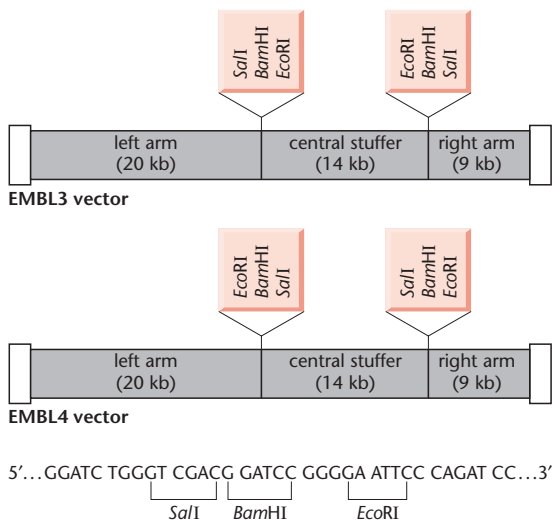 SalI
BamHI
EcoRI
EcoRI
BamHI
SalI
left arm
(20 kb)
central stuffer
(14 kb)
right arm
(9 kb)
EMBL3 vector
EcoRI
BamHI
SalI
SalI
BamHI
EcoRI
left arm
(20 kb)
central stuffer
(14 kb)
right arm
(9 kb)
EMBL4 vector
5′...GGATC TGGGT CGACG GATCC GGGGA ATTCC CAGAT CC...3′
SalI BamHI EcoRI